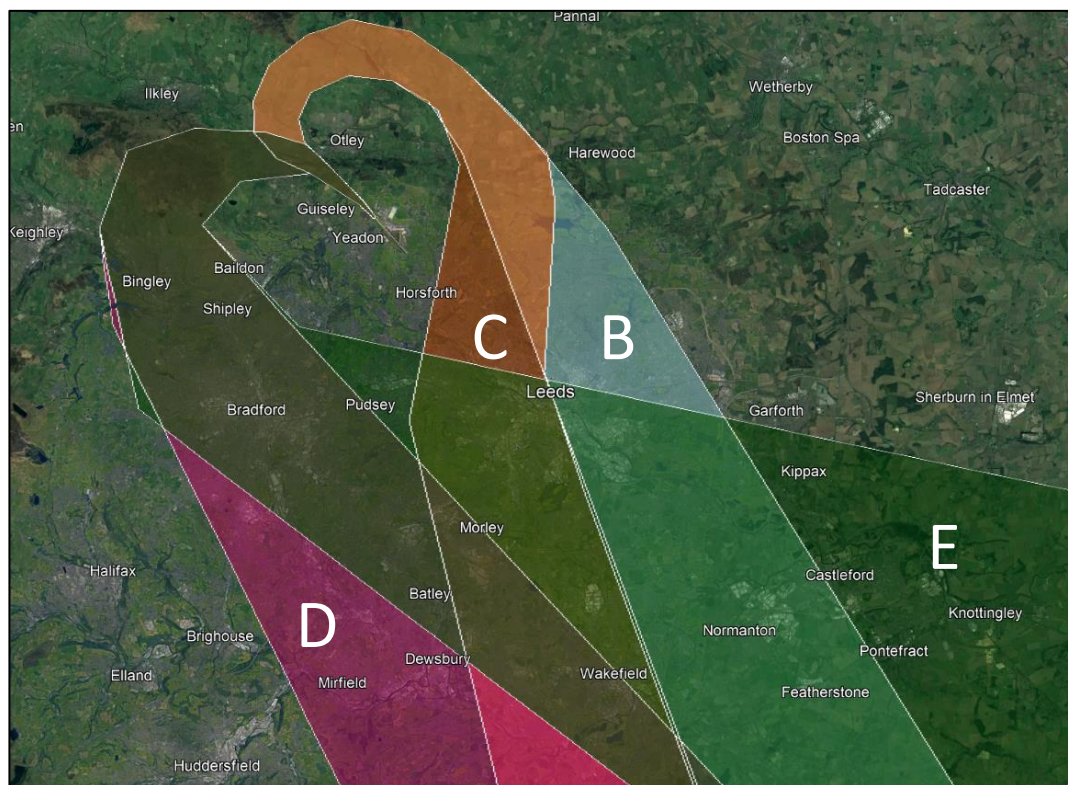 Pannal
Ilkley
Wetherby
en
Otley
Boston Spa
Harewood
Tadcaster
Guiseley
Keighley
Yeadon
Baildon
Bingley
Horsforth
Shipley
C
B
Leeds
Sherburn in Elmet
Pudsey
Bradford
Garforth
Kippax
Morley
E
Halifax
Castleford
Batley
Knottingley
D
Normanton
Brighouse
Pontefract
Dewsbury
Elland
Mirfield
Wakefield
Featherstone
Huddersfield